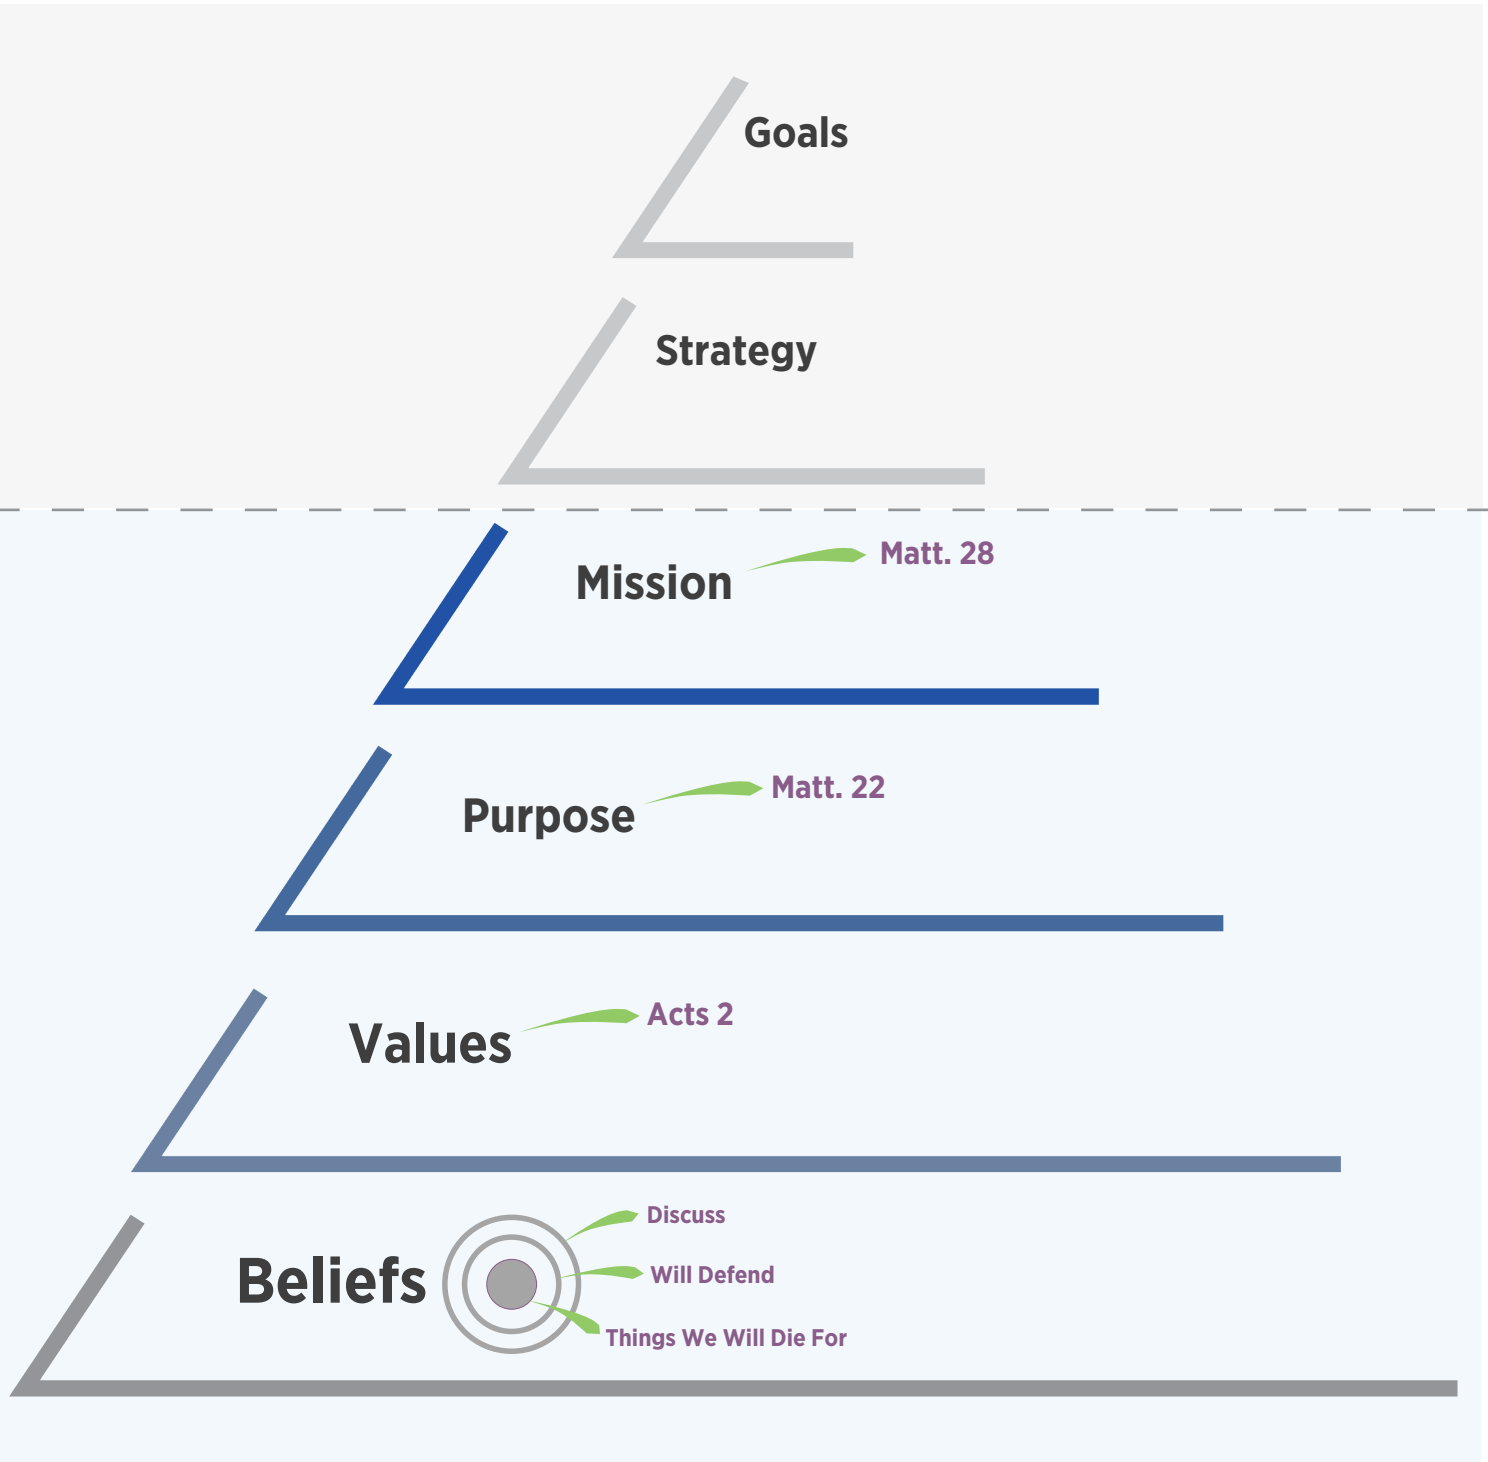 Goals
Strategy
Mission
Matt. 28
Purpose
Matt. 22
Values
Acts 2
Beliefs
Discuss
Will Defend
Things We Will Die For